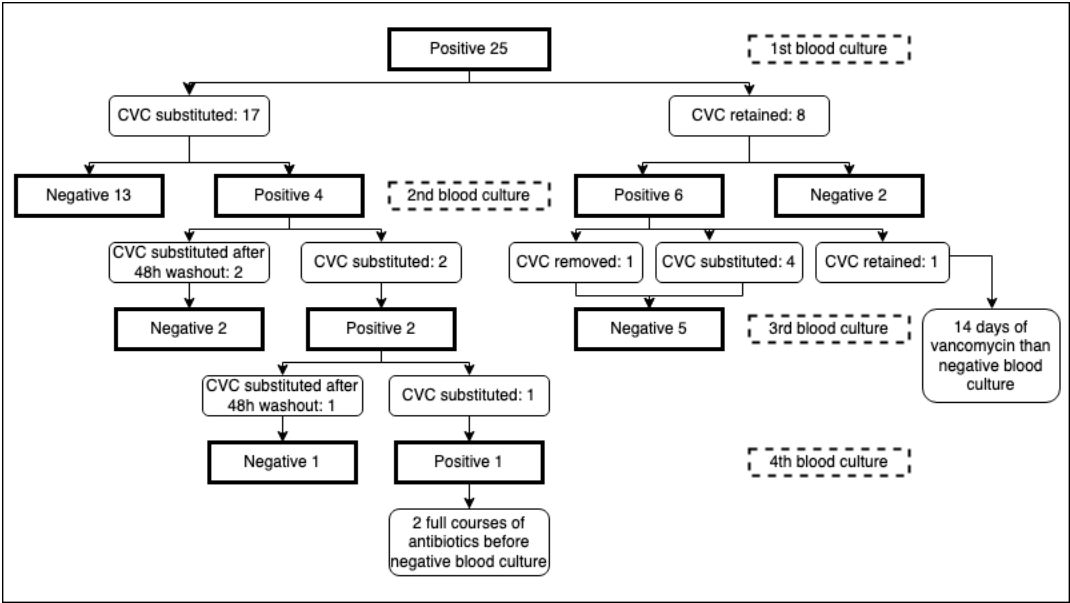 Positive 25
1st blood culture
CVC substituted: 17
CVC retained: 8
Negative 13
Positive 4
2nd blood culture
Positive 6
Negative 2
CVC substituted after
48h washout: 2
CVC substituted: 2
CVC removed: 1
CVC substituted: 4
CVC retained: 1
Negative 2
Positive 2
Negative 5
3rd blood culture
14 days of
vancomycin than
negative blood
culture
CVC substituted after
48h washout: 1
CVC substituted: 1
Negative 1
Positive 1
4th blood culture
2 full courses of
antibiotics before
negative blood culture